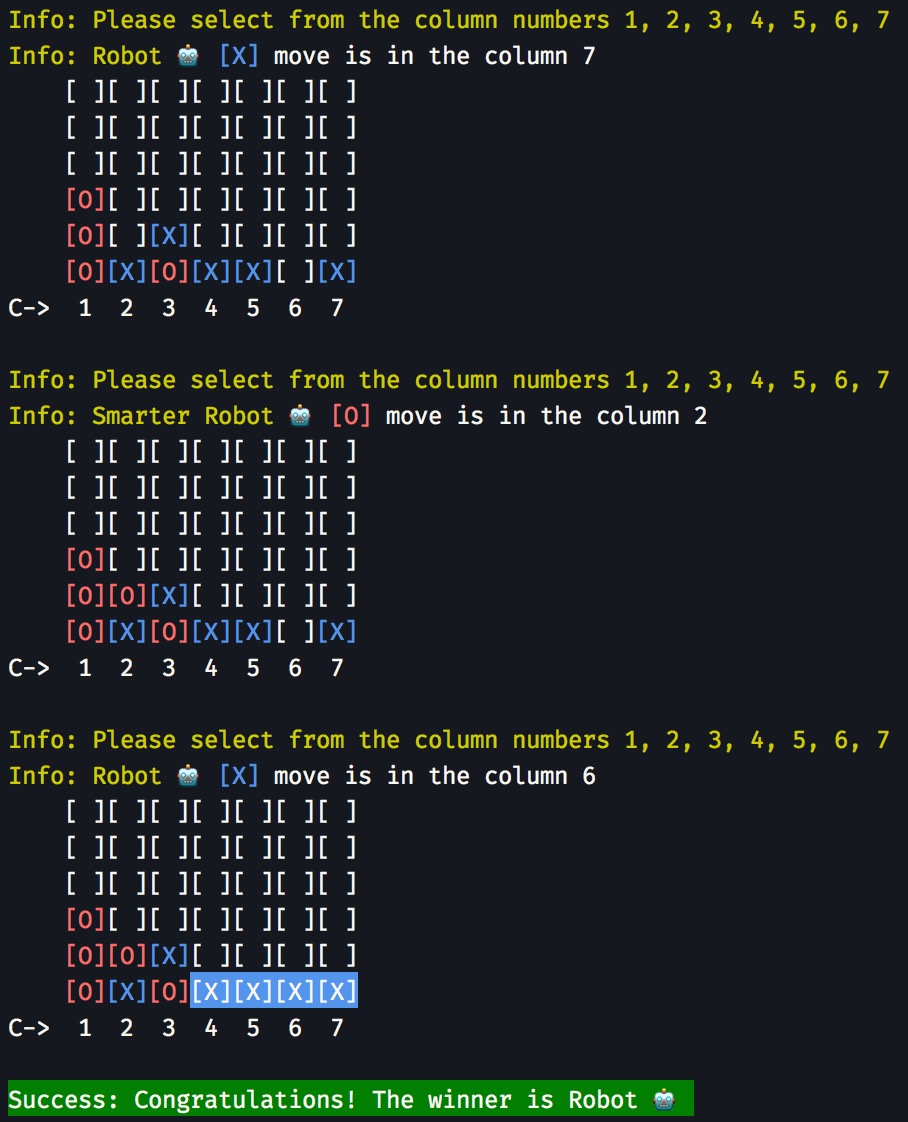 Info: Please select from the column numbers 1, 2, 3, 4, 5, 6, 7
Info: Robot 🤖 [X] move is in the column 7
[ ][ ][ ][ ][ ][ ][ ]
[ ][ ][ ][ ][ ][ ][ ]
[ ][ ][ ][ ][ ][ ][ ]
[O][ ][ ][ ][ ][ ][ ]
[O][ ][X][ ][ ][ ][ ]
[O][X][O][X][X][ ][X]
C-> 1 2 3 4 5 6 7
Info: Please select from the column numbers 1, 2, 3, 4, 5, 6, 7
Info: Smarter Robot 🤖 [O] move is in the column 2
[ ][ ][ ][ ][ ][ ][ ]
[ ][ ][ ][ ][ ][ ][ ]
[ ][ ][ ][ ][ ][ ][ ]
[O][ ][ ][ ][ ][ ][ ]
[O][O][X][ ][ ][ ][ ]
[O][X][O][X][X][ ][X]
C-> 1 2 3 4 5 6 7
Info: Please select from the column numbers 1, 2, 3, 4, 5, 6, 7
Info: Robot 🤖 [X] move is in the column 6
[ ][ ][ ][ ][ ][ ][ ]
[ ][ ][ ][ ][ ][ ][ ]
[ ][ ][ ][ ][ ][ ][ ]
[O][ ][ ][ ][ ][ ][ ]
[O][O][X][ ][ ][ ][ ]
[O][X][O][X][X][X][X]
C-> 1 2 3 4 5 6 7
Success: Congratulations! The winner is Robot 🤖